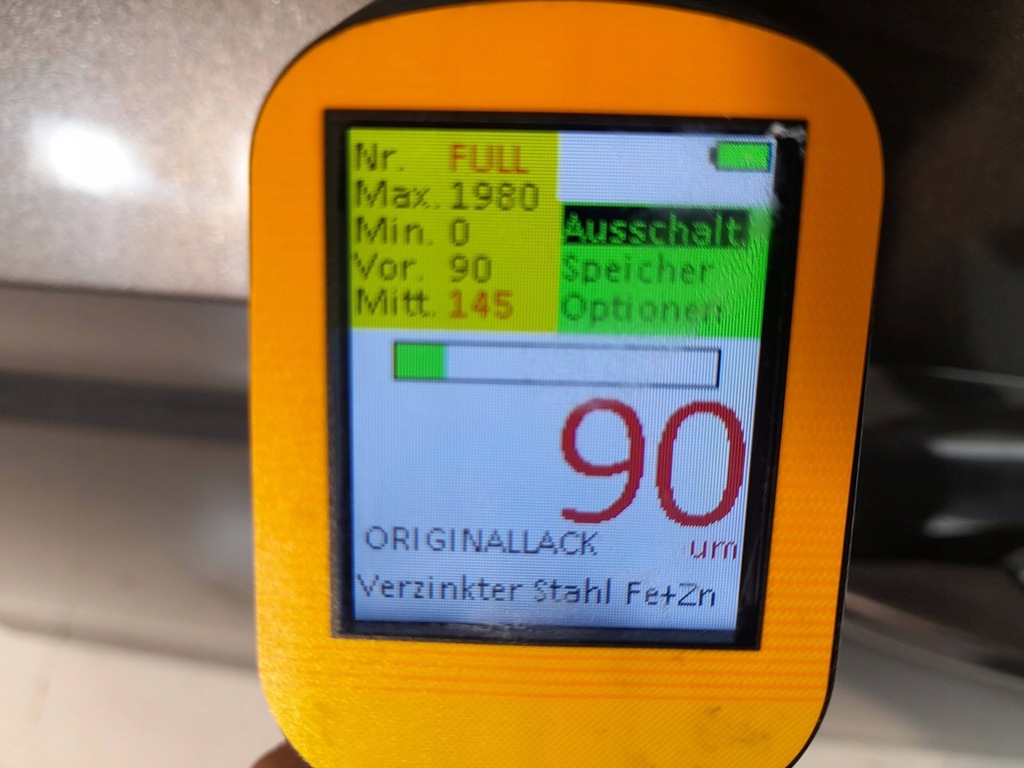 Nr. FULL
Max. 1980
Min. 0
Vor. 90
Mitt. 145
Ausschalt.
Speicher
Optionen
90
um
ORIGINALLACK
Verzinkter Stahl Fe+Zn